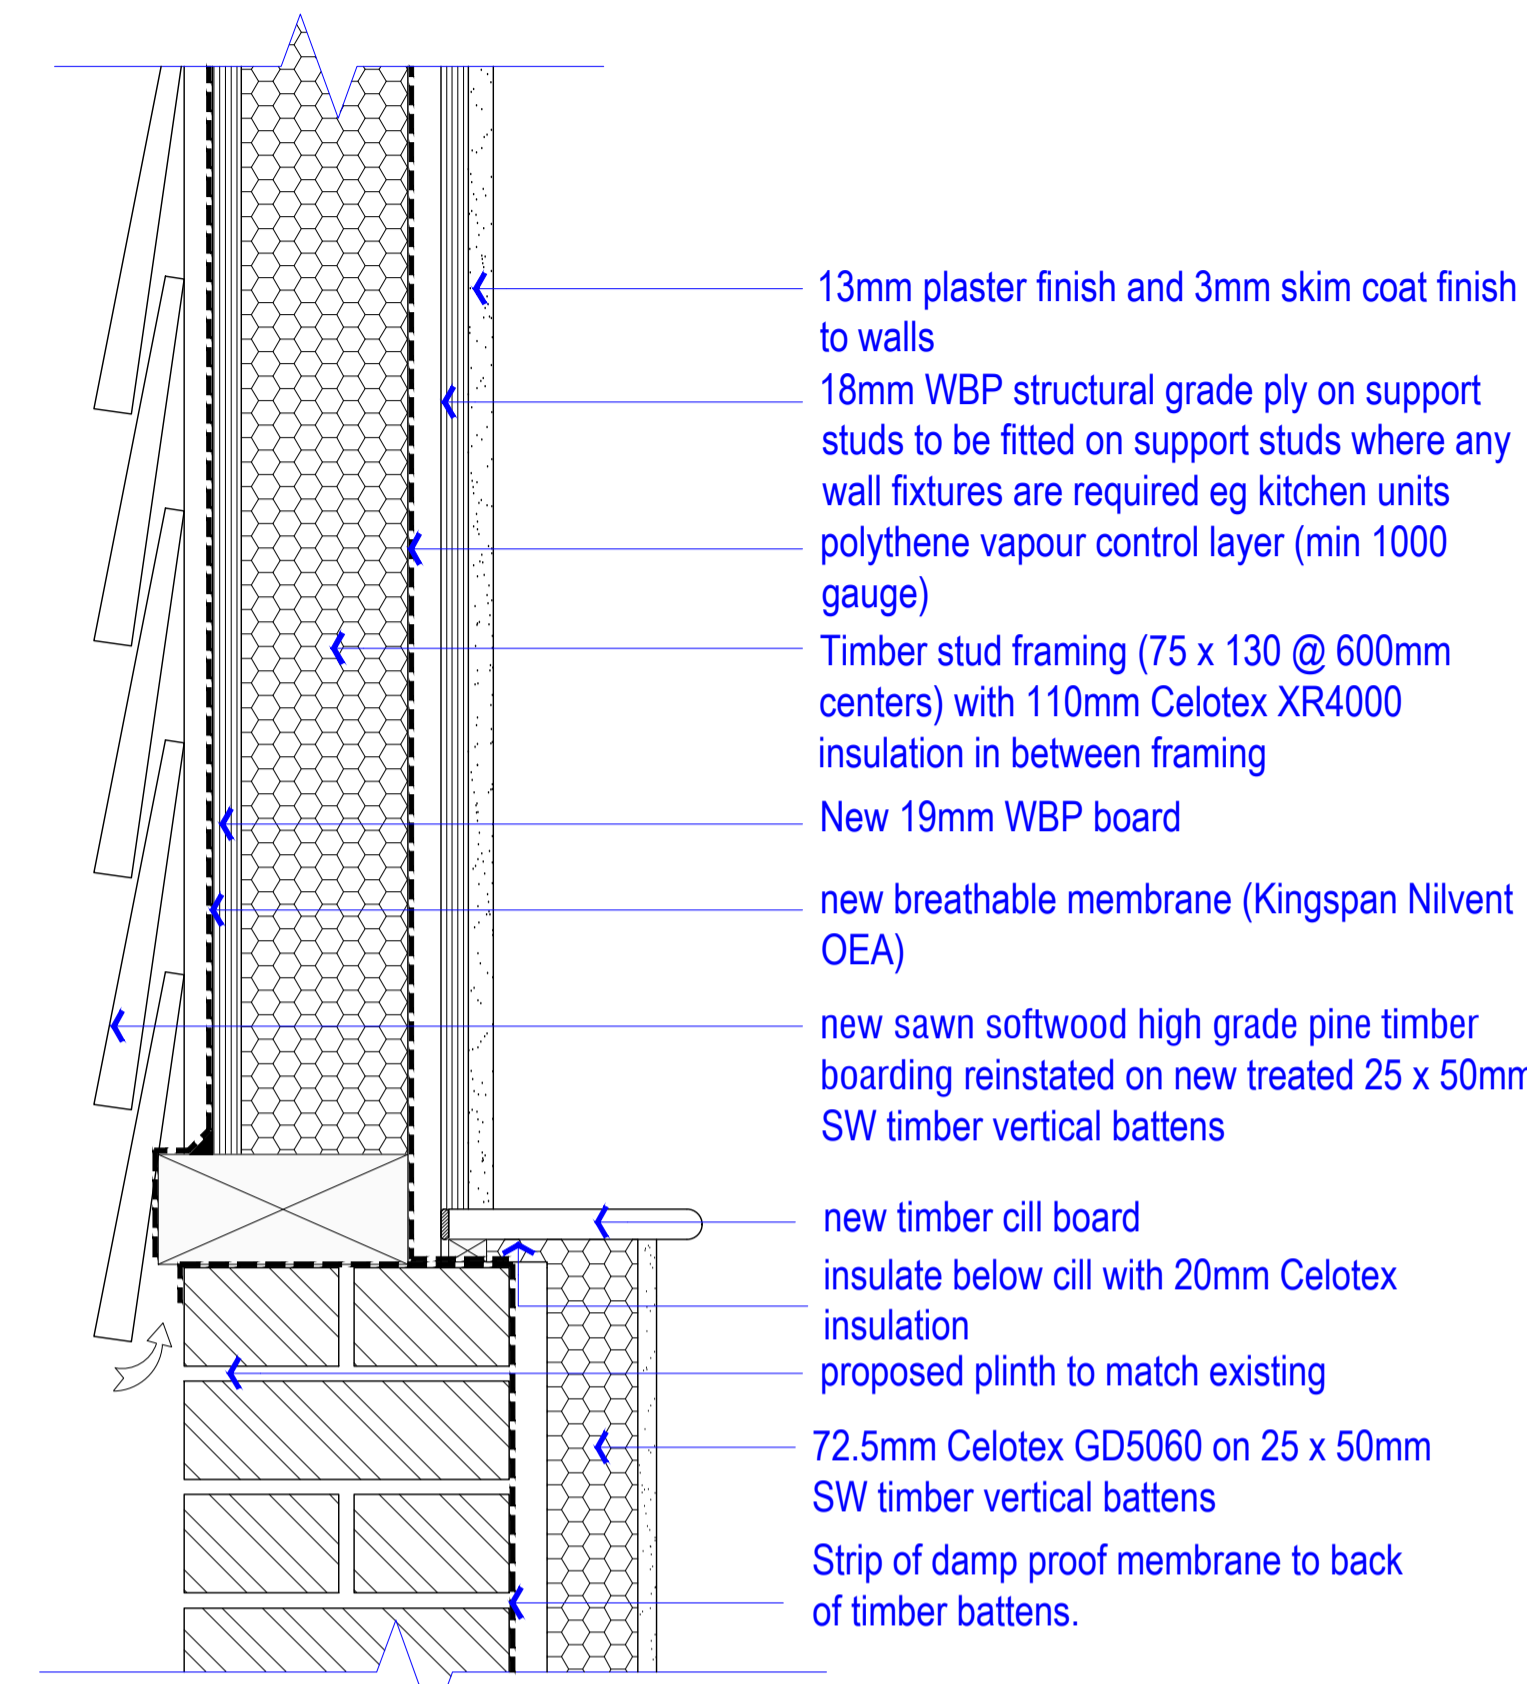 13mm plaster finish and 3mm skim coat finish
to walls
18mm WBP structural grade ply on support
studs to be fitted on support studs where any
wall fixtures are required eg kitchen units
polythene vapour control layer (min 1000
gauge)
Timber stud framing (75 x 130 @ 600mm
centers) with 110mm Celotex XR4000
insulation in between framing
New 19mm WBP board
new breathable membrane (Kingspan Nilvent
OEA)
new sawn softwood high grade pine timber
boarding reinstated on new treated 25 x 50mm
SW timber vertical battens
new timber cill board
insulate below cill with 20mm Celotex
insulation
proposed plinth to match existing
72.5mm Celotex GD5060 on 25 x 50mm
SW timber vertical battens
Strip of damp proof membrane to back
of timber battens.